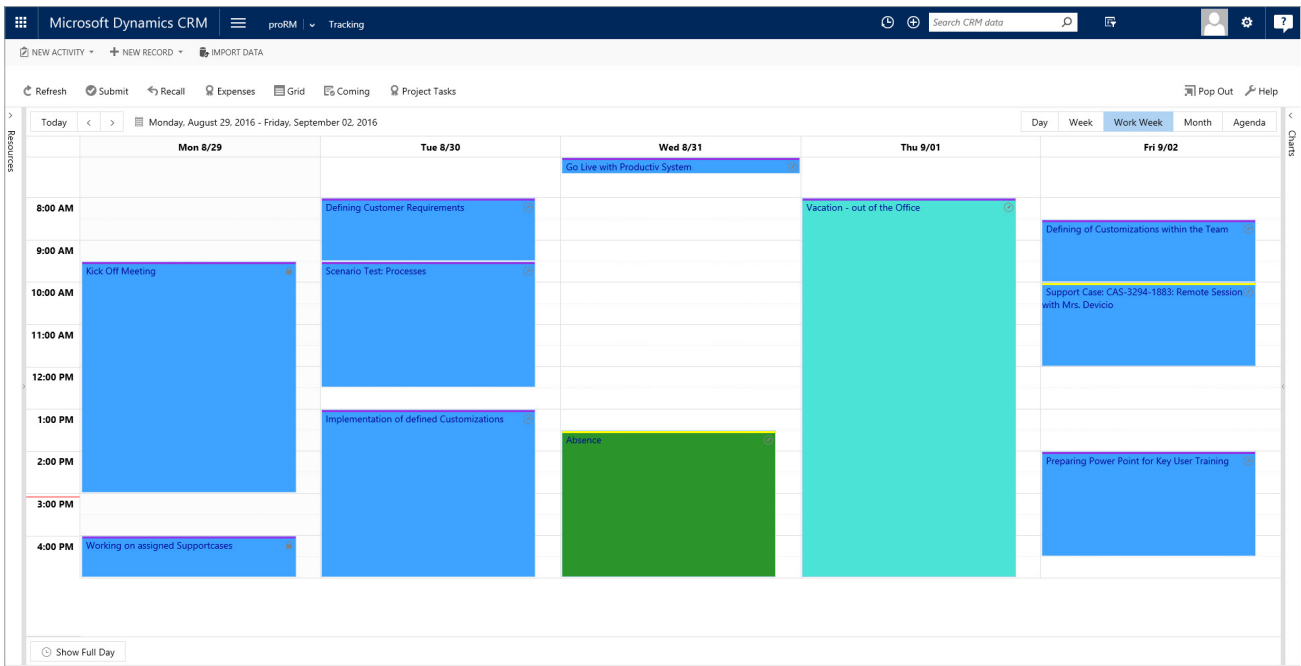 Microsoft Dynamics CRM proRM Tracking Search CRM data ?
NEW ACTIVITY NEW RECORD IMPORT DATA
Refresh Submit Recall Expenses Grid Coming Project Tasks Pop Out Help
Resources
Charts
Today < > Monday, August 29, 2016 - Friday, September 02, 2016 Day Week Work Week Month Agenda
Mon 8/29 Tue 8/30 Wed 8/31 Thu 9/01 Fri 9/02
Go Live with Productiv System
8:00 AM Defining Customer Requirements Vacation - out of the Office
Defining of Customizations within the Team
9:00 AM
Kick Off Meeting Scenario Test: Processes
10:00 AM Support Case: CAS-3294-1883: Remote Session
with Mrs. Devicio
11:00 AM
12:00 PM
1:00 PM Implementation of defined Customizations
Absence
2:00 PM Preparing Power Point for Key User Training
3:00 PM
4:00 PM Working on assigned Supportcases
Show Full Day